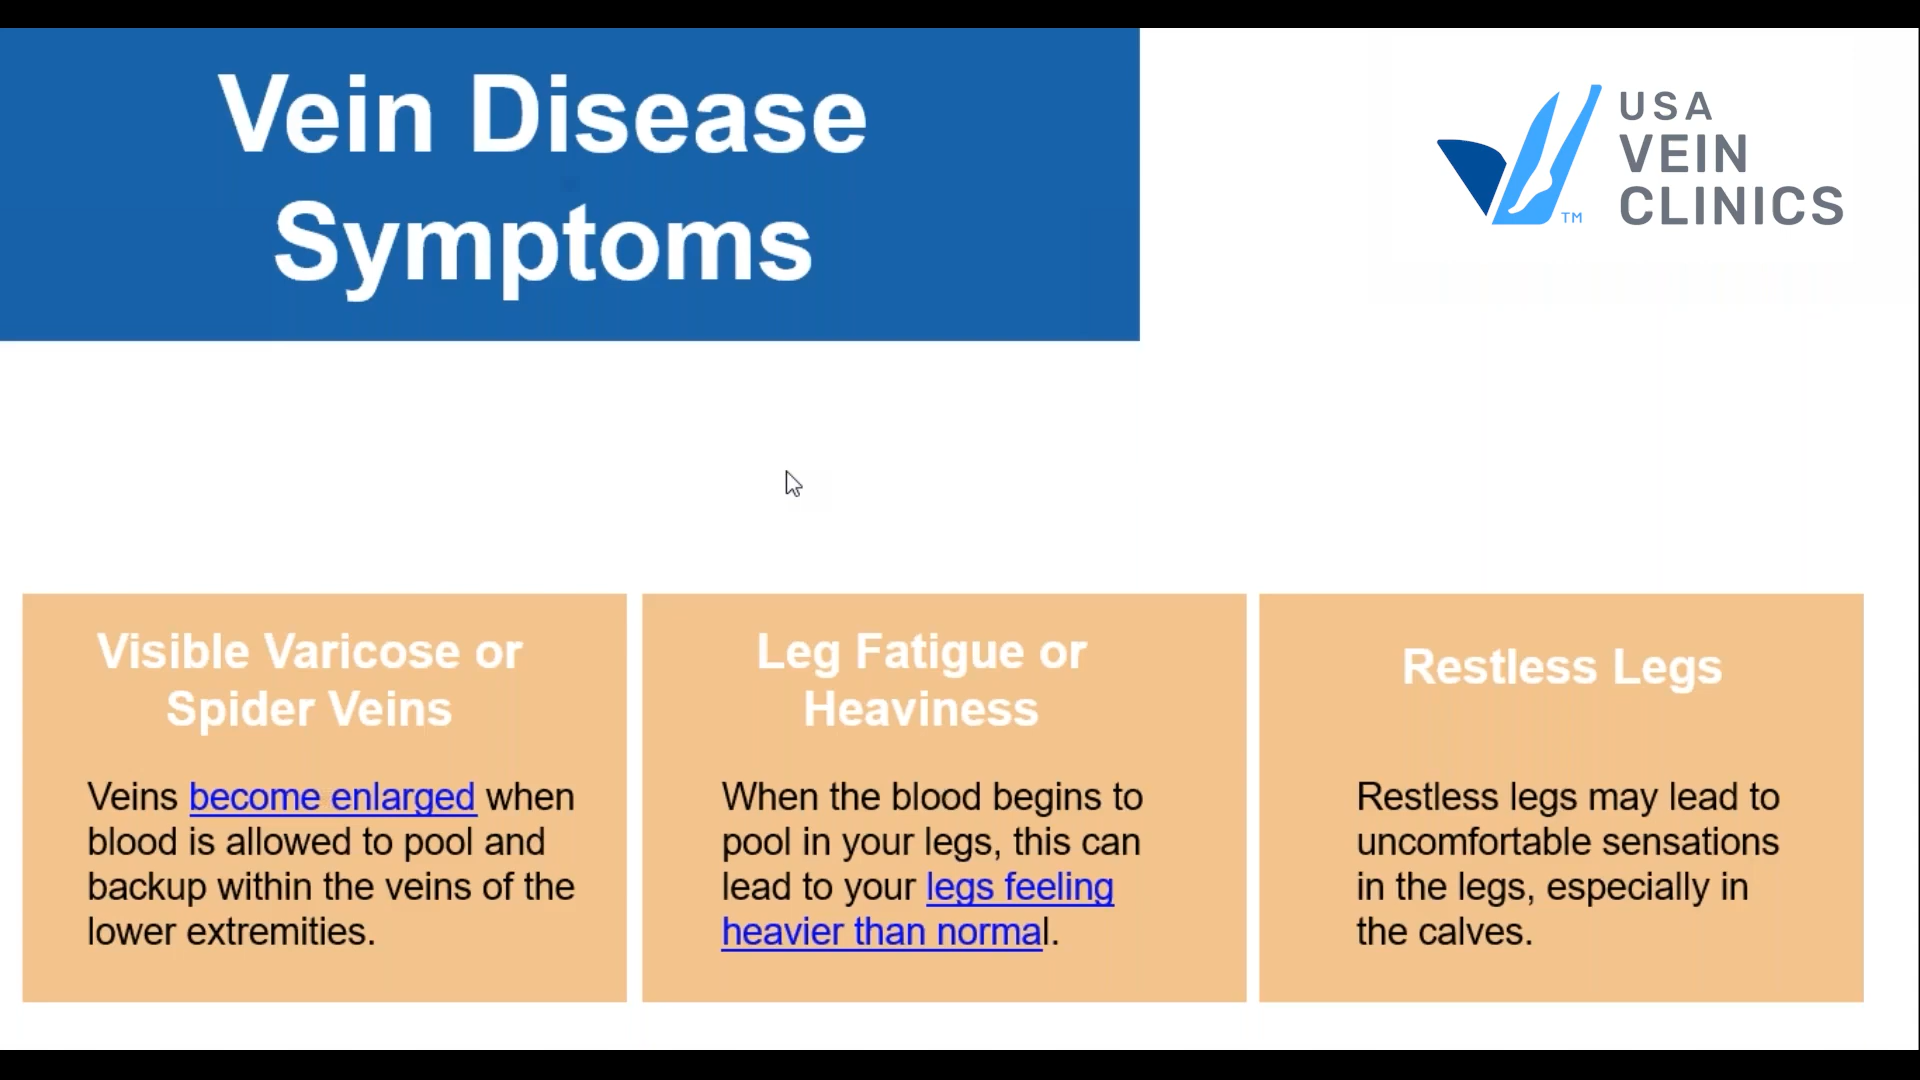 Vein Disease
Symptoms
USA
VEIN
CLINICS
TM
Visible Varicose or
Spider Veins
Veins become enlarged when
blood is allowed to pool and
backup within the veins of the
lower extremities.
Leg Fatigue or
Heaviness
When the blood begins to
pool in your legs, this can
lead to your legs feeling
heavier than normal.
Restless Legs
Restless legs may lead to
uncomfortable sensations
in the legs, especially in
the calves.